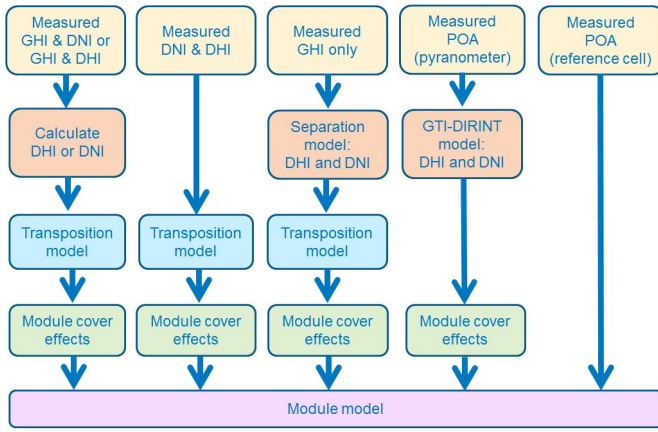 Measured
GHI & DNI or
GHI & DHI
Measured
DNI & DHI
Measured
GHI only
Measured
POA
(pyranometer)
Measured
POA
(reference cell)
Calculate
DHI or DNI
Separation
model:
DHI and DNI
GTI-DIRINT
model:
DHI and DNI
Transposition
model
Transposition
model
Transposition
model
Module cover
effects
Module cover
effects
Module cover
effects
Module cover
effects
Module model